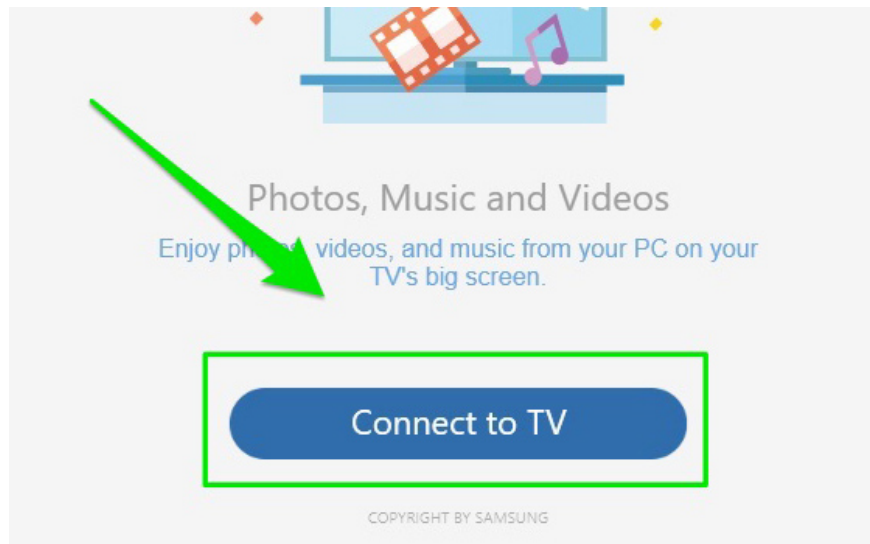 Photos, Music and Videos
Enjoy videos, and music from your PC on your
TV's big screen.
Connect to TV
COPYRIGHT BY SAMSUNG